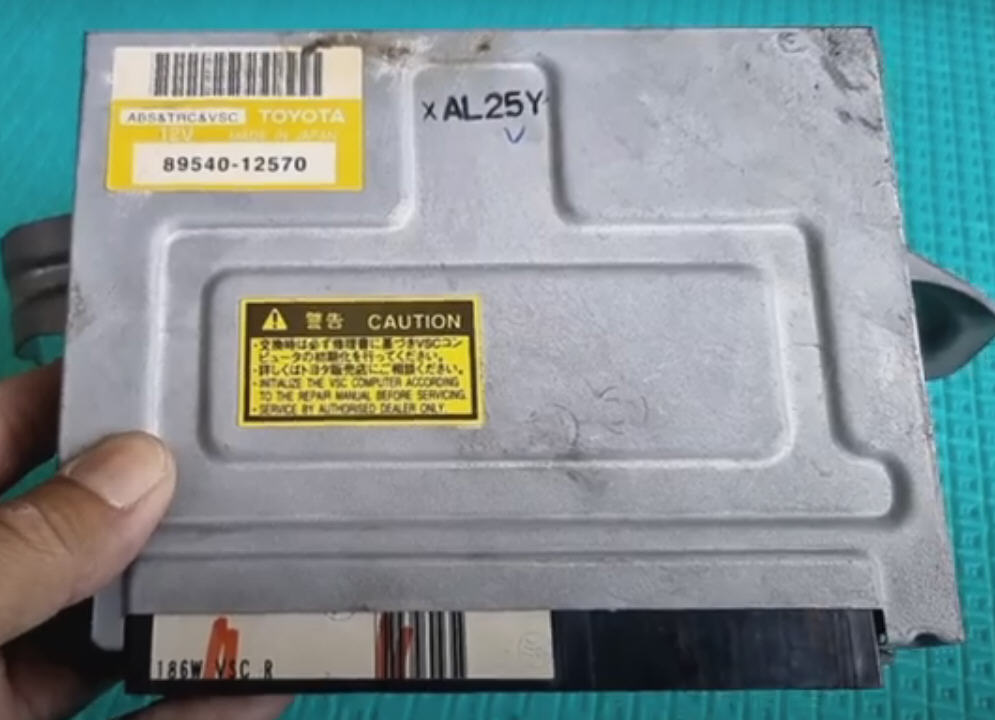 ABS&TRC&VSC TOYOTA
12V MADE IN JAPAN
89540-12570
xAL25Y
警告 CAUTION
・交換時は必ず修理書に基づきVSCコン
ピュータの初期化を行ってください。
・詳しくはトヨタ販売店にご相談ください。
・INITIALIZE THE VSC COMPUTER ACCORDING
TO THE REPAIR MANUAL BEFORE SERVICING.
・SERVICE BY AUTHORISED DEALER ONLY.
186W VSC R